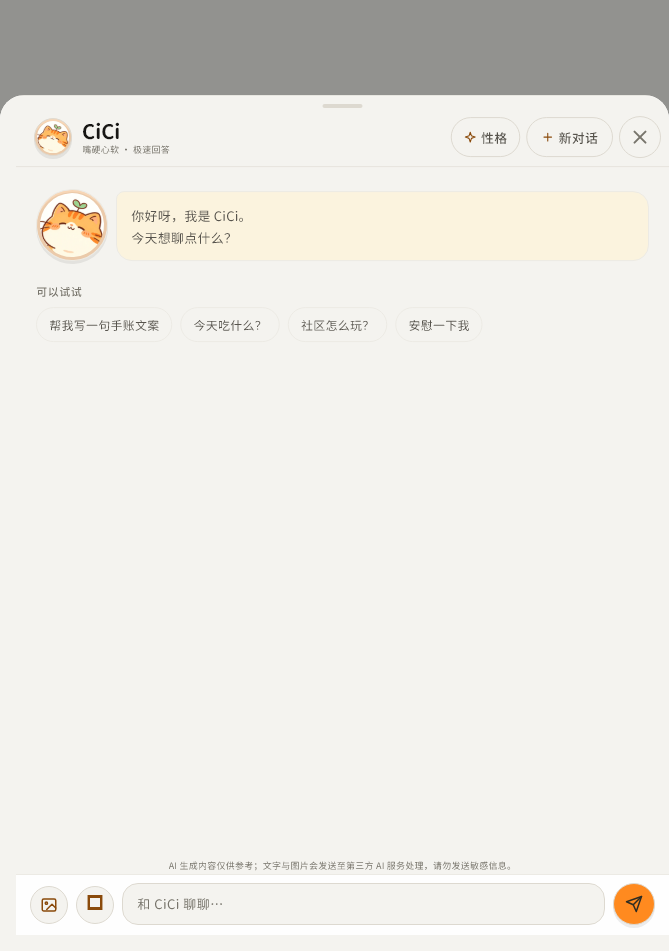 CiCi
嘴硬心软 · 极速回答
性格
新对话
你好呀，我是 CiCi。
今天想聊点什么？
可以试试
帮我写一句手账文案
今天吃什么？
社区怎么玩？
安慰一下我
AI 生成内容仅供参考；文字与图片会发送至第三方 AI 服务处理，请勿发送敏感信息。
和 CiCi 聊聊…